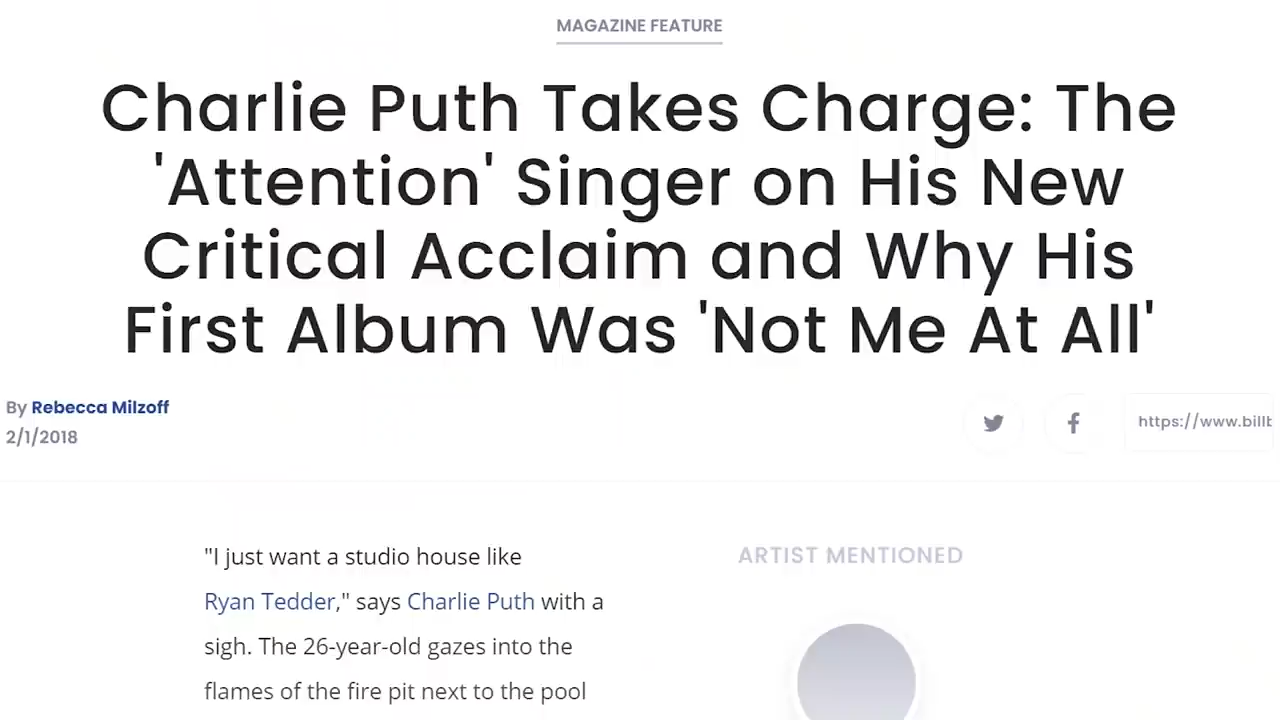 MAGAZINE FEATURE
Charlie Puth Takes Charge: The
'Attention' Singer on His New
Critical Acclaim and Why His
First Album Was 'Not Me At All'
By Rebecca Milzoff
2/1/2018
https://www.billb
"I just want a studio house like
Ryan Tedder," says Charlie Puth with a
sigh. The 26-year-old gazes into the
flames of the fire pit next to the pool
ARTIST MENTIONED